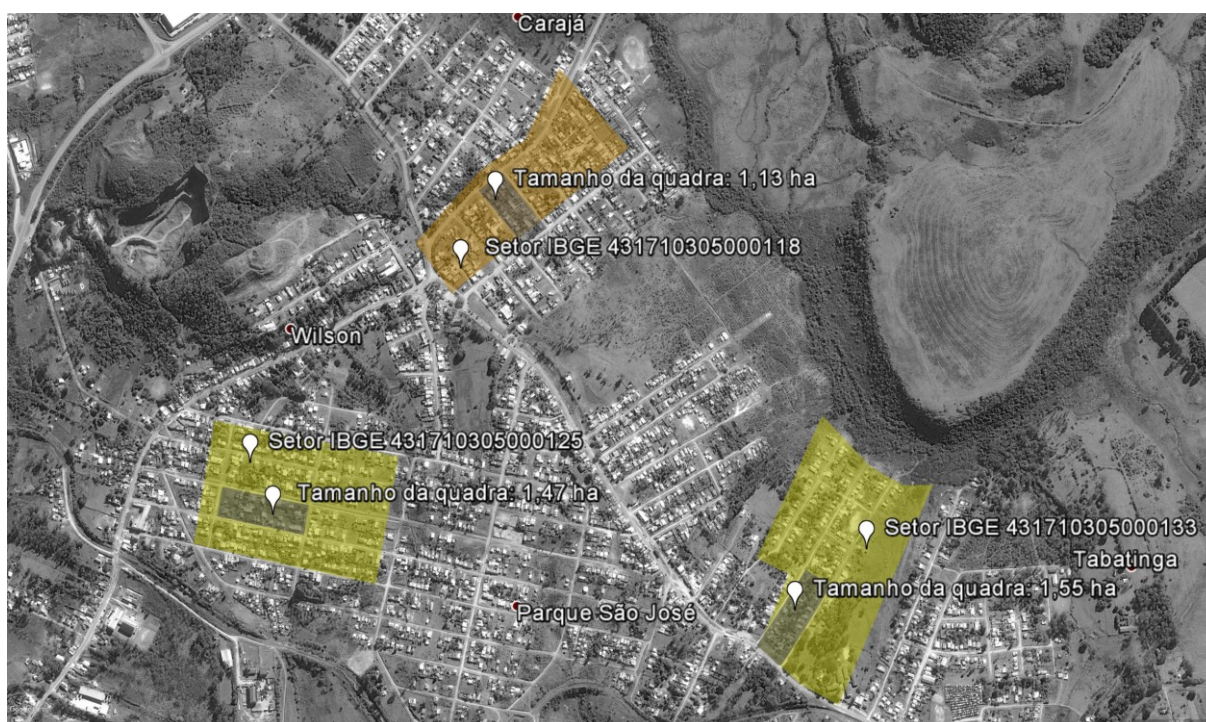 Carajá
Tamanho da quadra: 1,13 ha
Setor IBGE 431710305000118
Wilson
Setor IBGE 431710305000125
Tamanho da quadra: 1,47 ha
Setor IBGE 431710305000133
Tabatinga
Tamanho da quadra: 1,55 ha
Parque São José